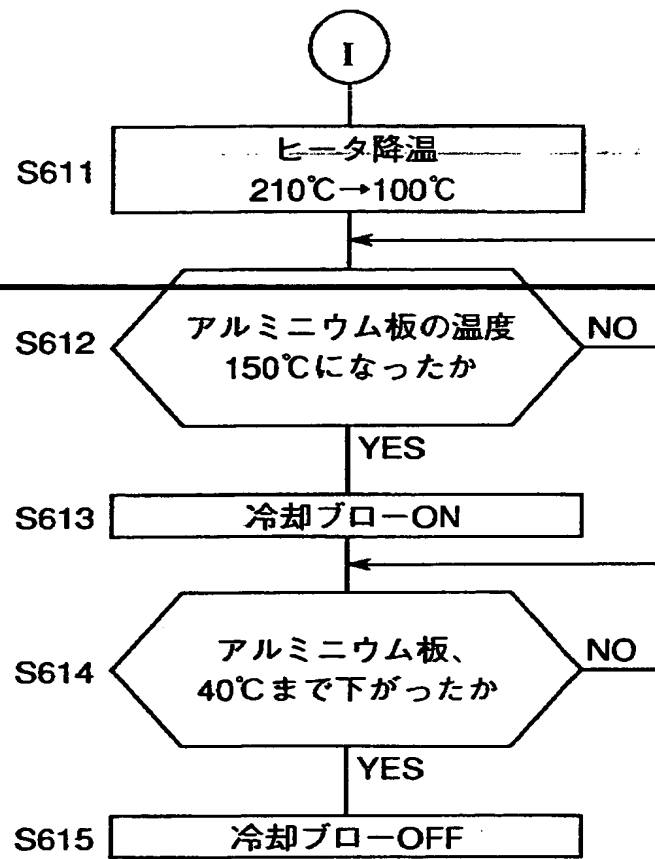 I
S611
ヒータ降温
210℃→100℃
S612
アルミニウム板の温度
150℃になったか
NO
YES
S613
冷却ブローON
S614
アルミニウム板、
40℃まで下がったか
NO
YES
S615
冷却ブローOFF